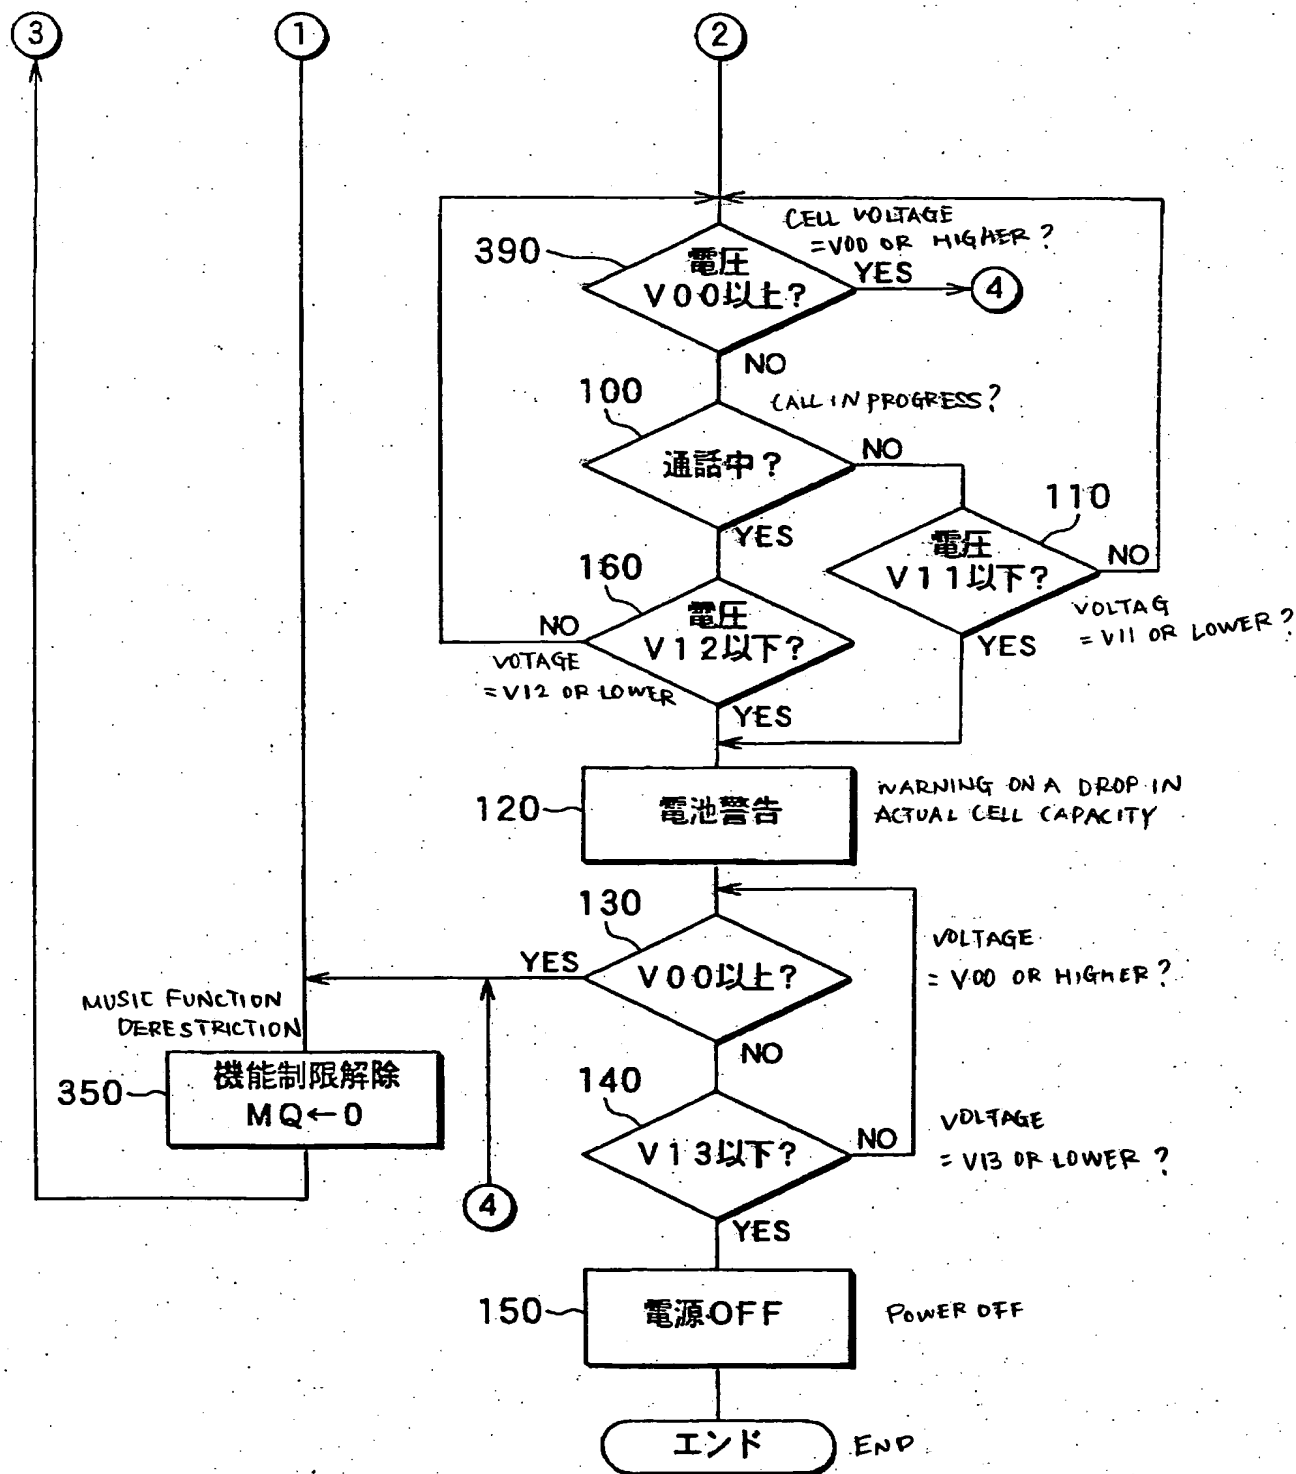 3
1
2
CELL VOLTAGE
=V00 OR HIGHER?
390
電圧
V00以上?
YES
4
NO
100
CALL IN PROGRESS?
通話中?
NO
110
YES
電圧
V11以下?
NO
160
電圧
V12以下?
NO
VOTAGE
=V12 OR LOWER
VOLTAG
=V11 OR LOWER?
YES
YES
120
電池警告
WARNING ON A DROP IN
ACTUAL CELL CAPACITY
130
YES
V00以上?
VOLTAGE
=V00 OR HIGHER?
MUSIC FUNCTION
DERESTRICTION
NO
350
機能制限解除
MQ←0
140
V13以下?
NO
VOLTAGE
=V13 OR LOWER?
4
YES
150
電源OFF
POWER OFF
エンド
END